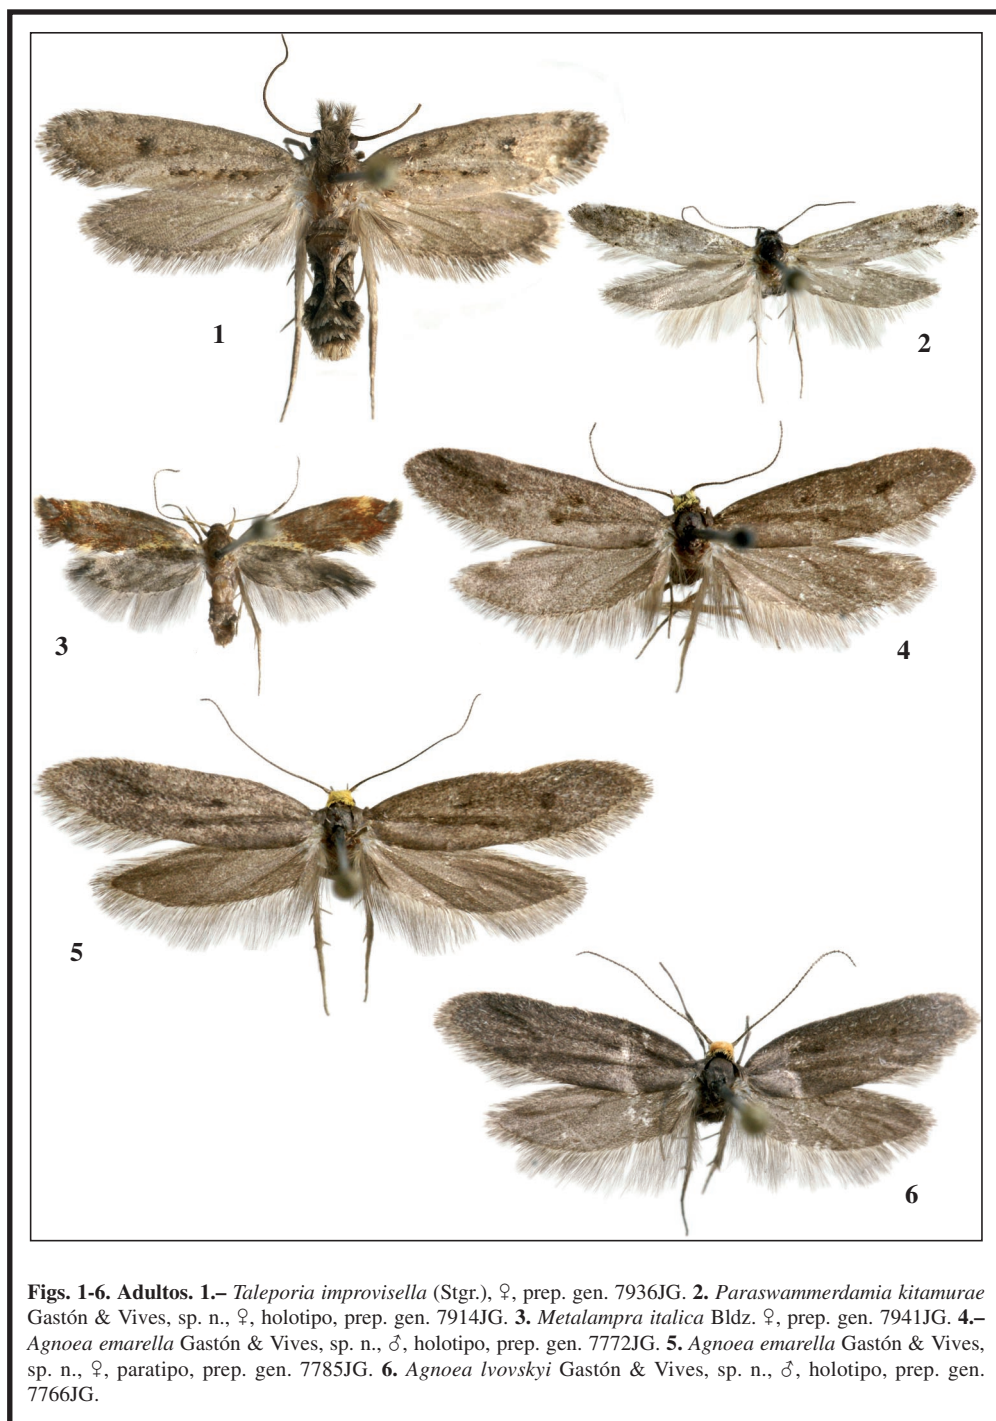 1
2
3
4
5
6
Figs. 1-6. Adultos. 1.– Taleporia improvisella (Stgr.), ♀, prep. gen. 7936JG. 2. Paraswammerdamia kitamurae
Gastón & Vives, sp. n., ♀, holotipo, prep. gen. 7914JG. 3. Metalampra italica Bldz. ♀, prep. gen. 7941JG. 4.–
Agnoea emarella Gastón & Vives, sp. n., ♂, holotipo, prep. gen. 7772JG. 5. Agnoea emarella Gastón & Vives,
sp. n., ♀, paratipo, prep. gen. 7785JG. 6. Agnoea lvovskyi Gastón & Vives, sp. n., ♂, holotipo, prep. gen.
7766JG.